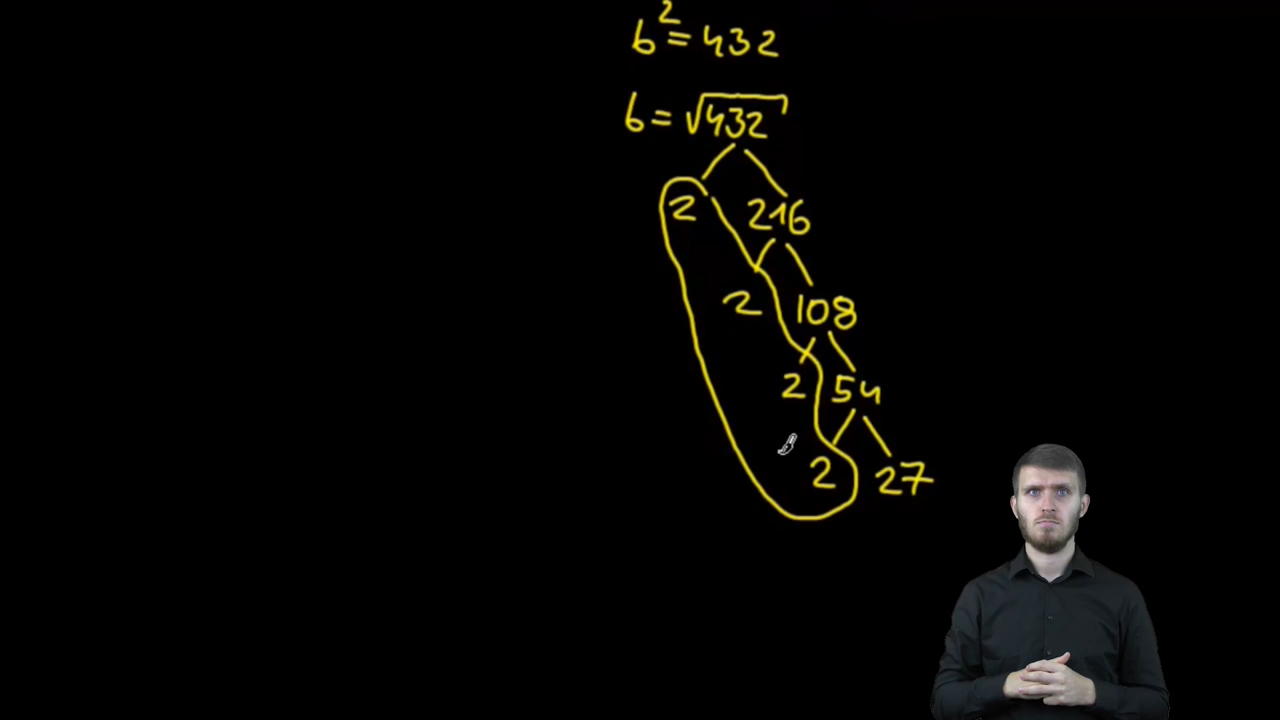 b² = 432
b = √432
2 216
2 108
2 54
2 27